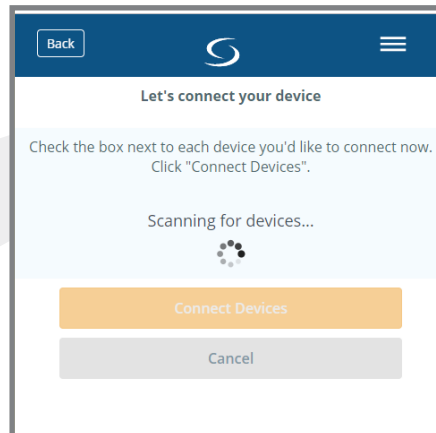 Back
Let's connect your device
Check the box next to each device you'd like to connect now.
Click "Connect Devices".
Scanning for devices...
Connect Devices
Cancel